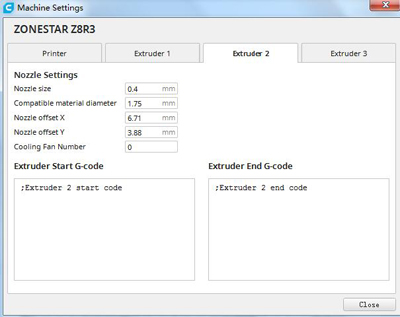 Machine Settings
ZONESTAR Z8R3
Printer Extruder 1 Extruder 2 Extruder 3
Nozzle Settings
Nozzle size 0.4 mm
Compatible material diameter 1.75 mm
Nozzle offset X 6.71 mm
Nozzle offset Y 3.88 mm
Cooling Fan Number 0
Extruder Start G-code Extruder End G-code
;Extruder 2 start code ;Extruder 2 end code
Close